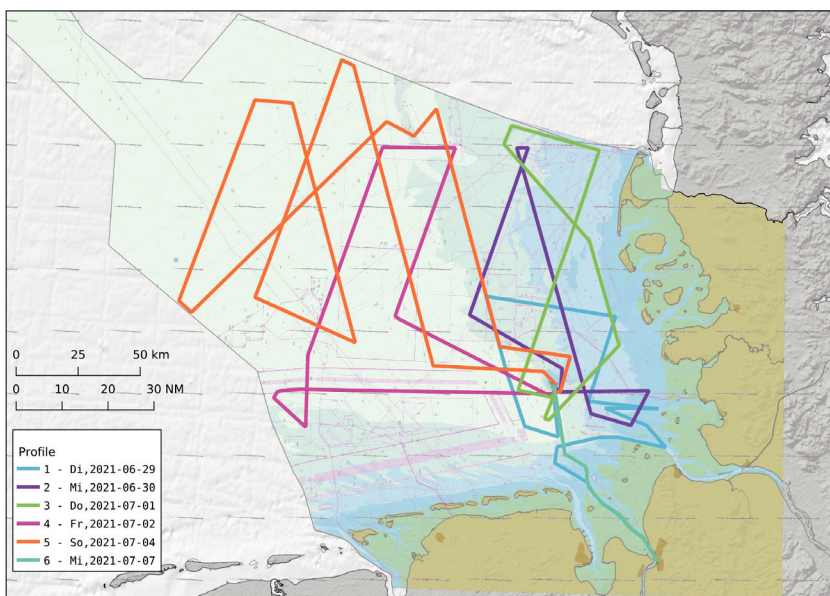 0 25 50 km
0 10 20 30 NM
Profile
1 - Di,2021-06-29
2 - Mi,2021-06-30
3 - Do,2021-07-01
4 - Fr,2021-07-02
5 - So,2021-07-04
6 - Mi,2021-07-07